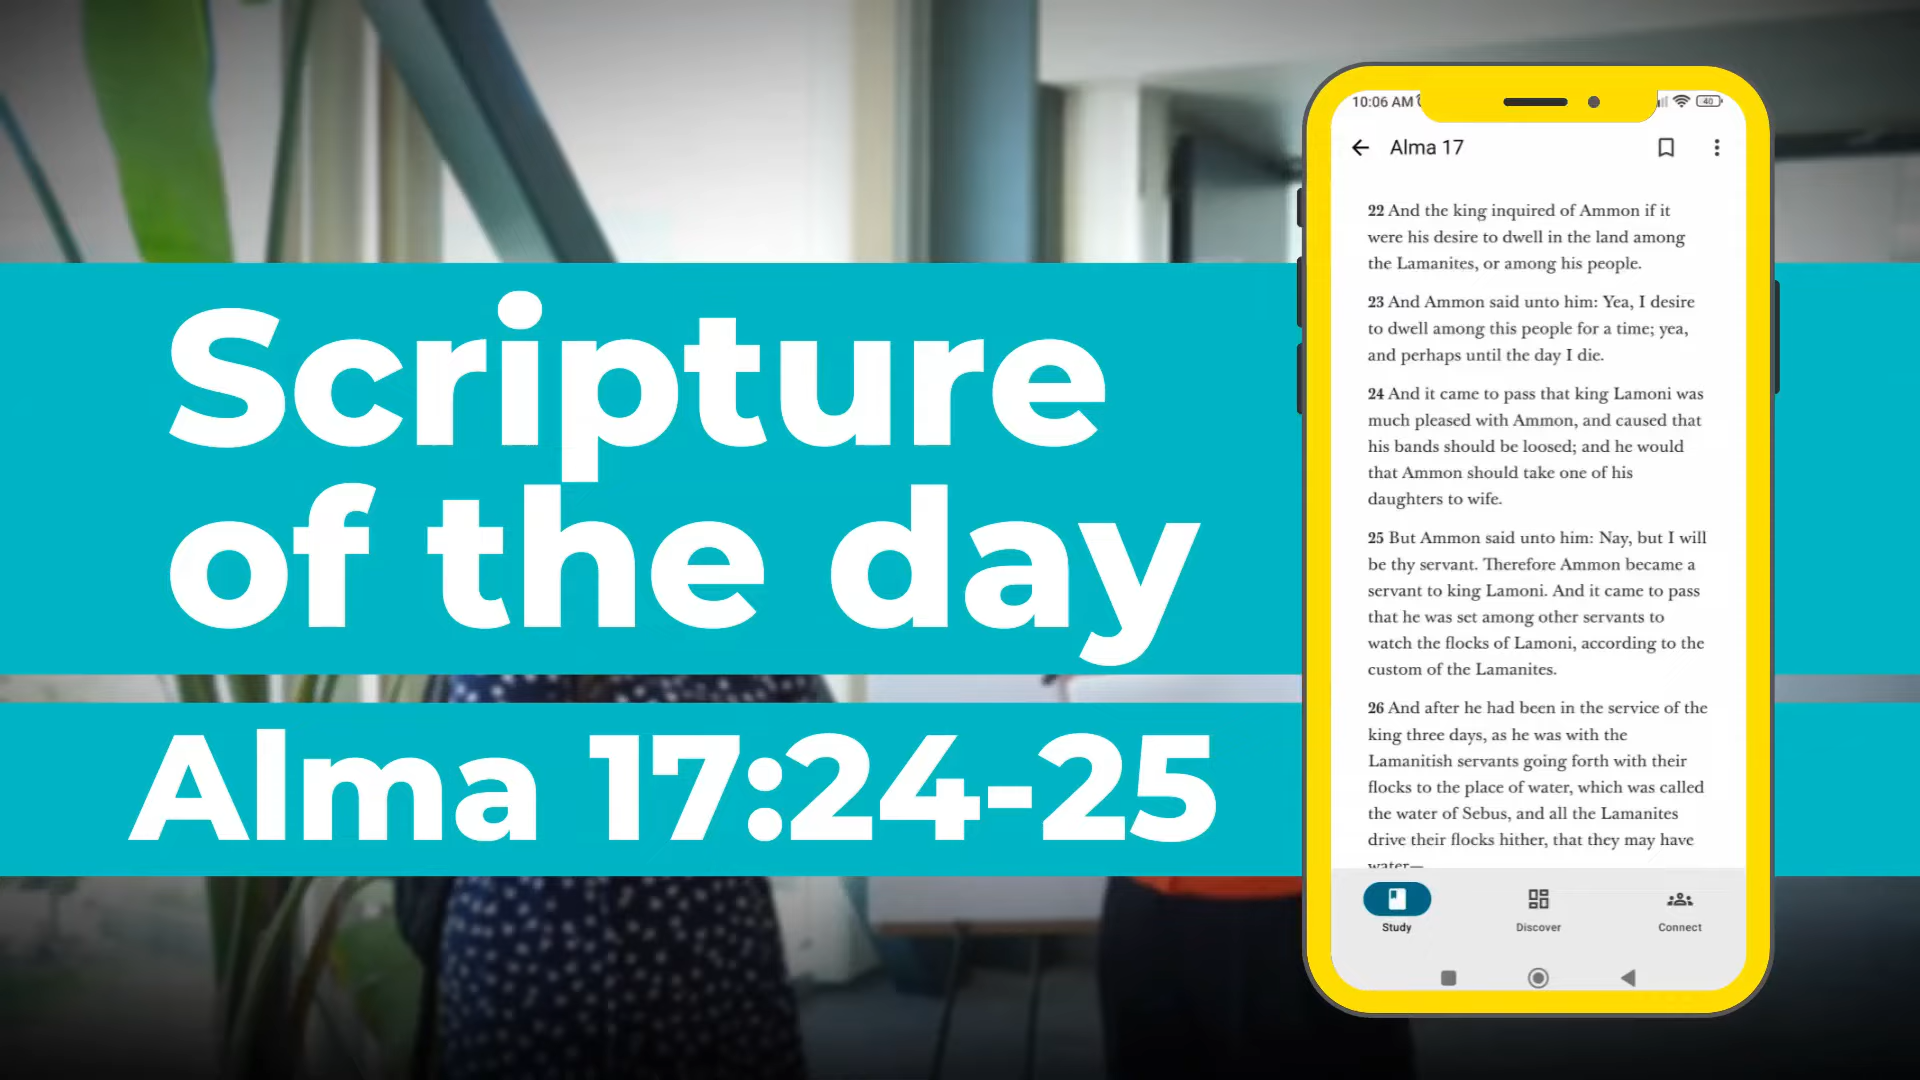 Scripture
of the day
Alma 17:24-25
10:06 AM
40
Alma 17
22 And the king inquired of Ammon if it
were his desire to dwell in the land among
the Lamanites, or among his people.
23 And Ammon said unto him: Yea, I desire
to dwell among this people for a time; yea,
and perhaps until the day I die.
24 And it came to pass that king Lamoni was
much pleased with Ammon, and caused that
his bands should be loosed; and he would
that Ammon should take one of his
daughters to wife.
25 But Ammon said unto him: Nay, but I will
be thy servant. Therefore Ammon became a
servant to king Lamoni. And it came to pass
that he was set among other servants to
watch the flocks of Lamoni, according to the
custom of the Lamanites.
26 And after he had been in the service of the
king three days, as he was with the
Lamanitish servants going forth with their
flocks to the place of water, which was called
the water of Sebus, and all the Lamanites
drive their flocks hither, that they may have
water—
Study
Discover
Connect